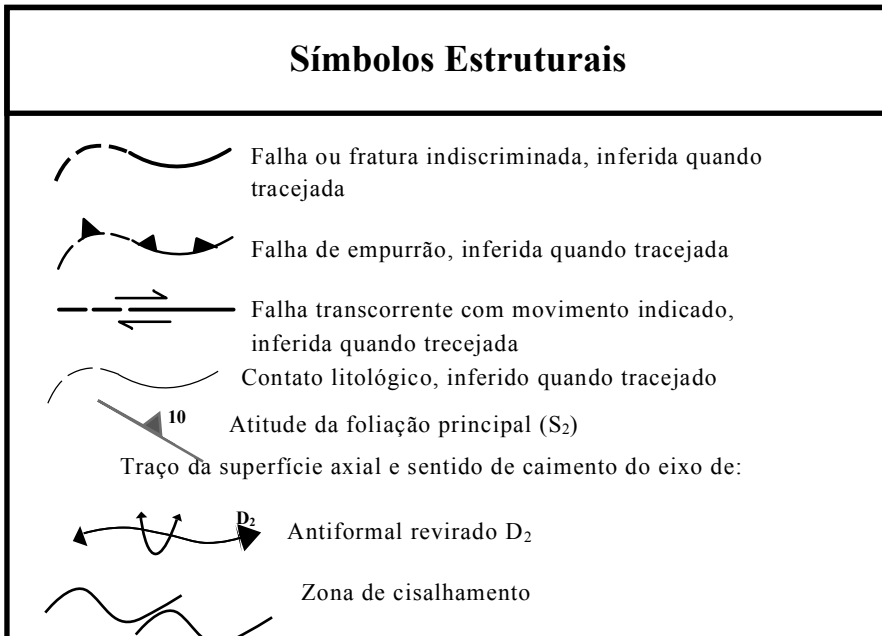 Símbolos Estruturais
Falha ou fratura indiscriminada, inferida quando
tracejada
Falha de empurrão, inferida quando tracejada
Falha transcorrente com movimento indicado,
inferida quando trecejada
Contato litológico, inferido quando tracejado
10
Atitude da foliação principal (S₂)
Traço da superfície axial e sentido de caimento do eixo de:
D₂
Antiformal revirado D₂
Zona de cisalhamento